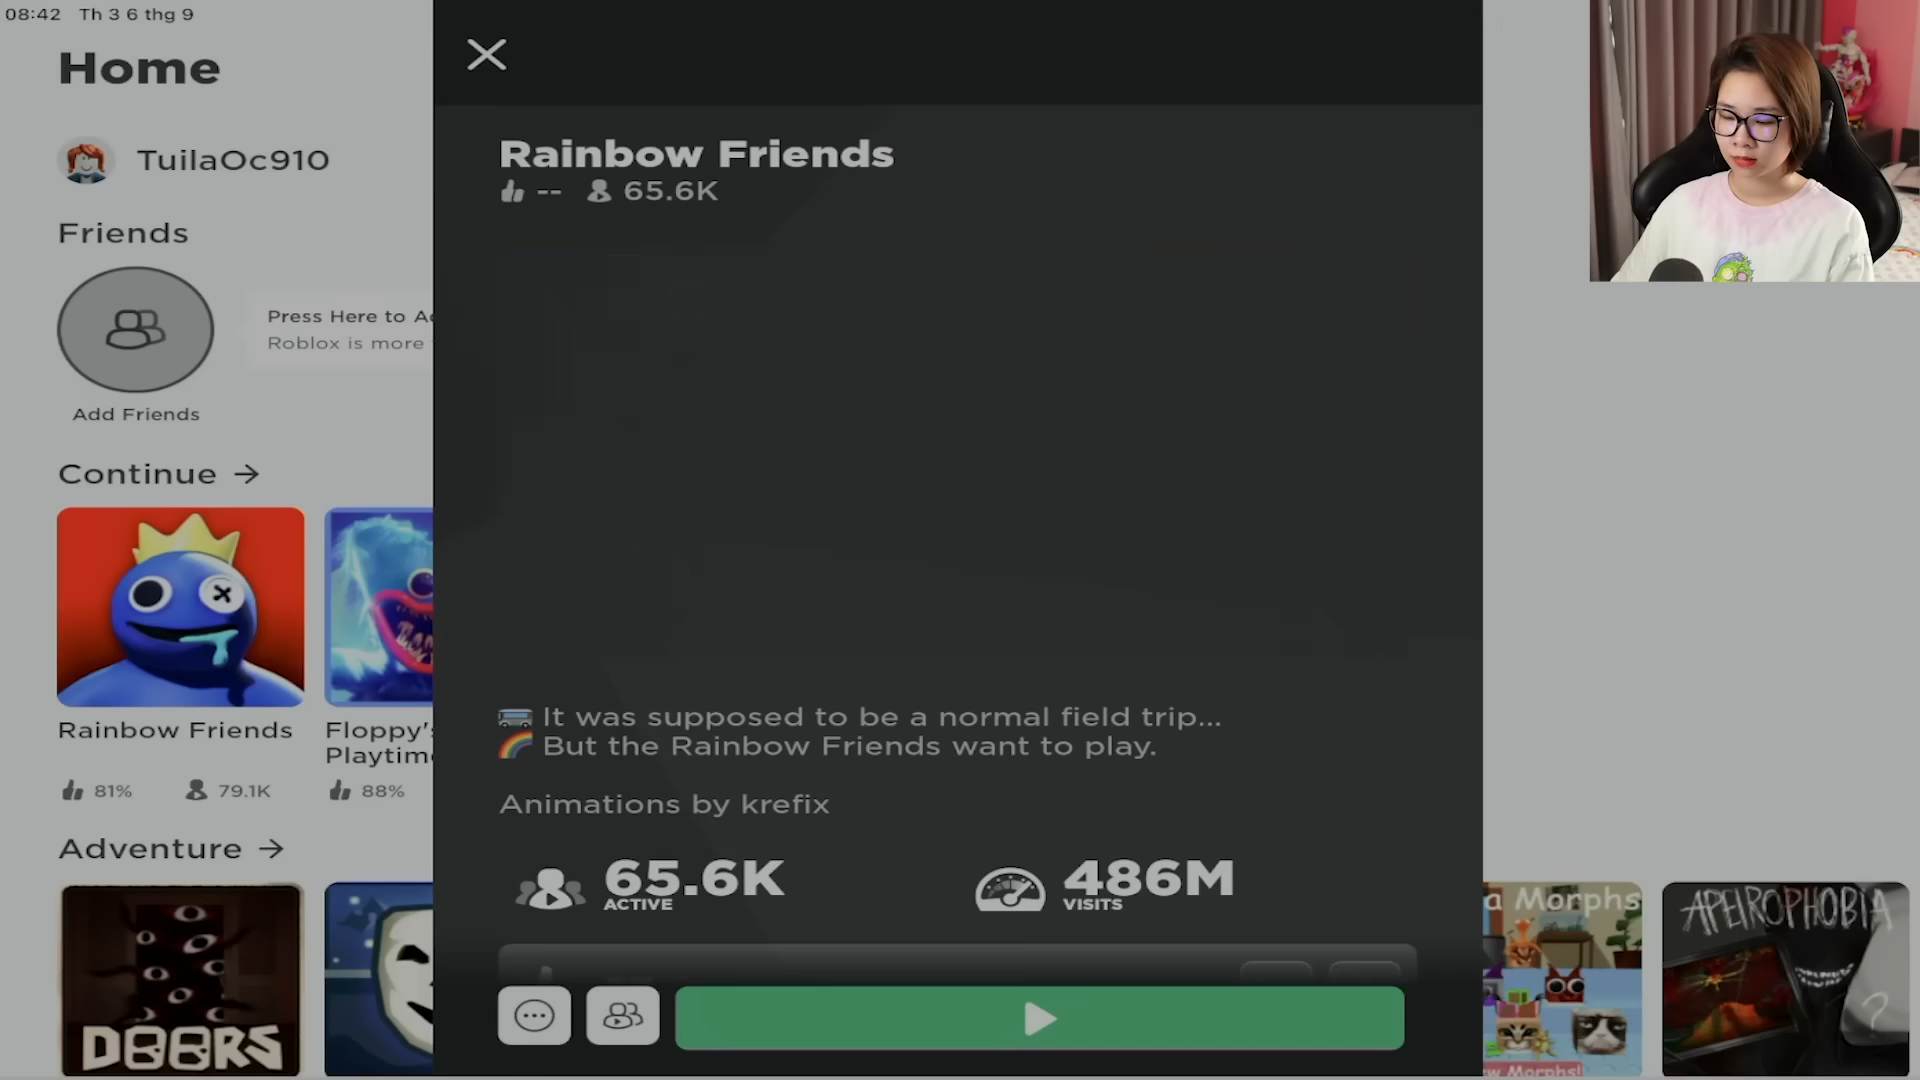 08:42 Th 3 6 thg 9
Home
TuilaOc910
Friends
Press Here to A
Roblox is more
Add Friends
Continue →
Rainbow Friends
81% 79.1K
Floppy's
Playtim
88%
Adventure →
DOORS
Rainbow Friends
-- 65.6K
It was supposed to be a normal field trip...
But the Rainbow Friends want to play.
Animations by krefix
65.6K
ACTIVE
486M
VISITS
a Morphs
ew Morphs!
APEIROPHOBIA